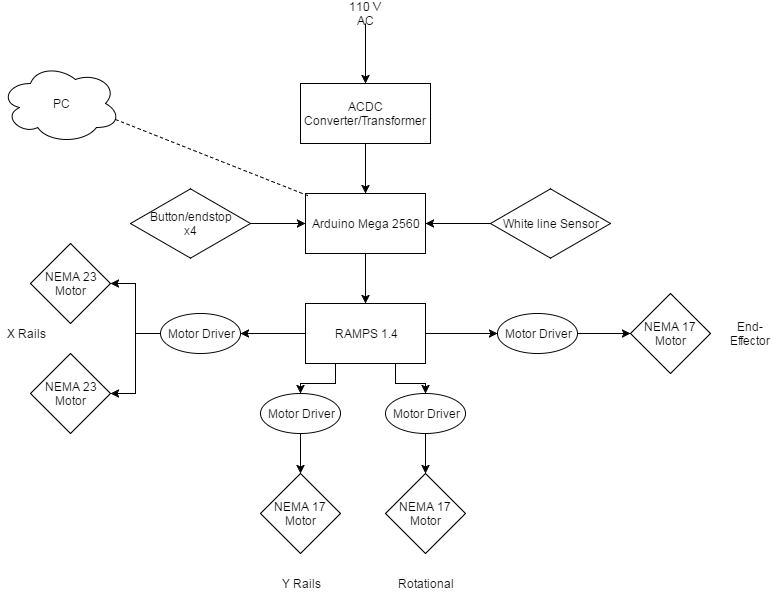 110 V
AC
PC
ACDC
Converter/Transformer
Button/endstop
x4
Arduino Mega 2560
White line Sensor
NEMA 23
Motor
X Rails
Motor Driver
RAMPS 1.4
Motor Driver
NEMA 17
Motor
End-
Effector
NEMA 23
Motor
Motor Driver
Motor Driver
NEMA 17
Motor
NEMA 17
Motor
Y Rails
Rotational